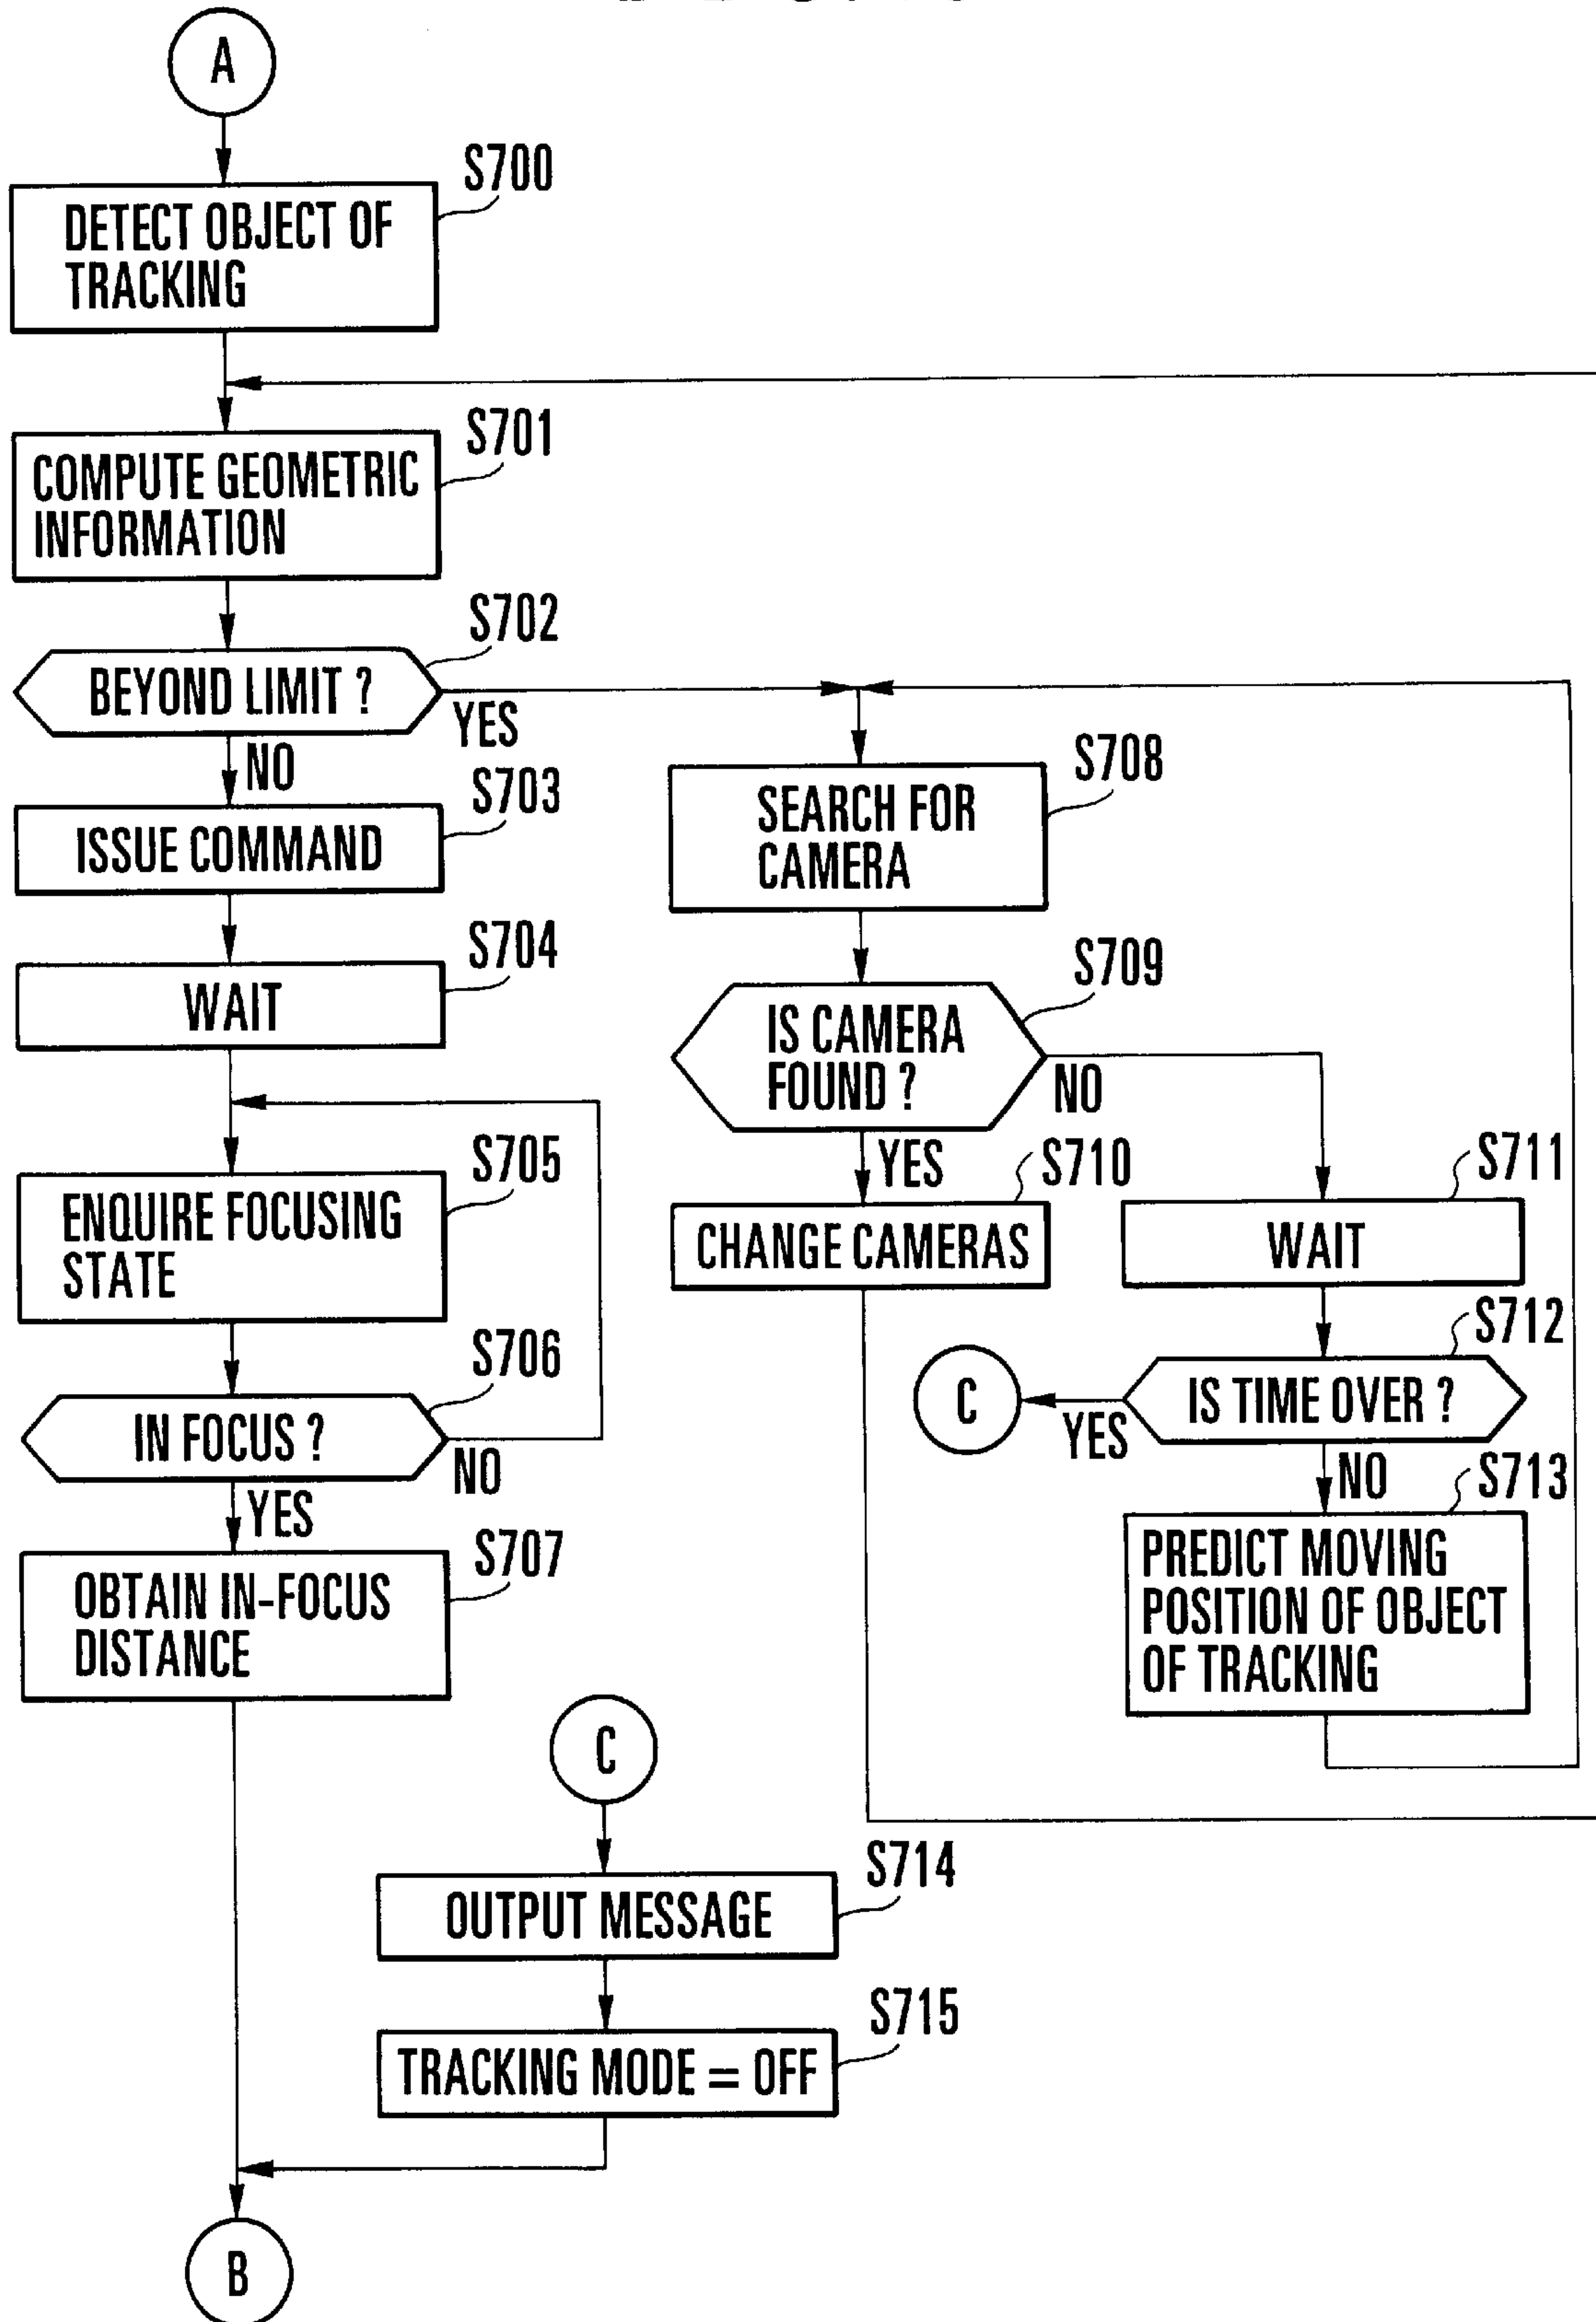 A
S700
DETECT OBJECT OF
TRACKING
S701
COMPUTE GEOMETRIC
INFORMATION
S702
BEYOND LIMIT ?
YES
NO
S703
ISSUE COMMAND
S704
WAIT
S705
ENQUIRE FOCUSING
STATE
S706
IN FOCUS ?
NO
YES
S707
OBTAIN IN-FOCUS
DISTANCE
S708
SEARCH FOR
CAMERA
S709
IS CAMERA
FOUND ?
NO
YES
S710
CHANGE CAMERAS
S711
WAIT
S712
IS TIME OVER ?
YES
C
NO
S713
PREDICT MOVING
POSITION OF OBJECT
OF TRACKING
C
S714
OUTPUT MESSAGE
S715
TRACKING MODE = OFF
B